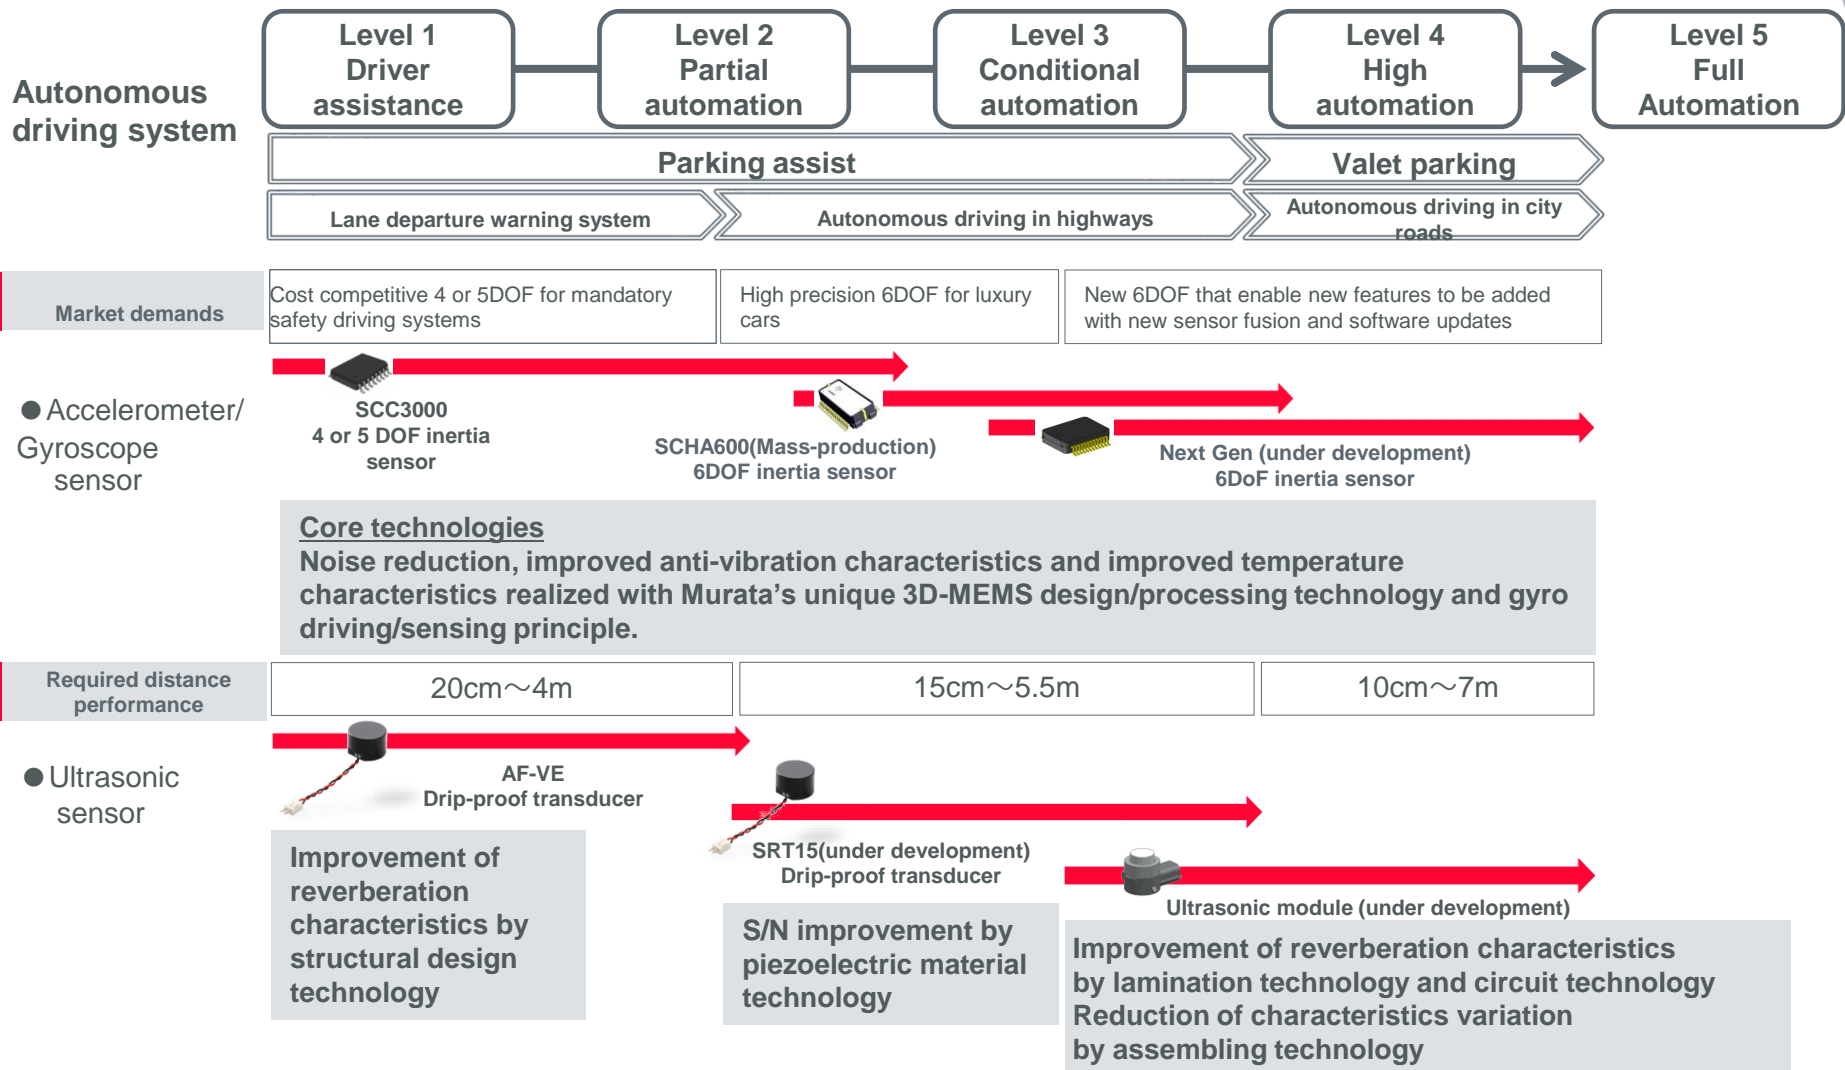 Autonomous
driving system
Level 1
Driver
assistance
Level 2
Partial
automation
Level 3
Conditional
automation
Level 4
High
automation
Level 5
Full
Automation
Parking assist
Valet parking
Lane departure warning system
Autonomous driving in highways
Autonomous driving in city
roads
Market demands
Cost competitive 4 or 5DOF for mandatory
safety driving systems
High precision 6DOF for luxury
cars
New 6DOF that enable new features to be added
with new sensor fusion and software updates
●Accelerometer/
Gyroscope
sensor
SCC3000
4 or 5 DOF inertia
sensor
SCHA600(Mass-production)
6DOF inertia sensor
Next Gen (under development)
6DoF inertia sensor
Core technologies
Noise reduction, improved anti-vibration characteristics and improved temperature
characteristics realized with Murata’s unique 3D-MEMS design/processing technology and gyro
driving/sensing principle.
Required distance
performance
20cm～4m
15cm～5.5m
10cm～7m
●Ultrasonic
sensor
AF-VE
Drip-proof transducer
SRT15(under development)
Drip-proof transducer
Ultrasonic module (under development)
Improvement of
reverberation
characteristics by
structural design
technology
S/N improvement by
piezoelectric material
technology
Improvement of reverberation characteristics
by lamination technology and circuit technology
Reduction of characteristics variation
by assembling technology